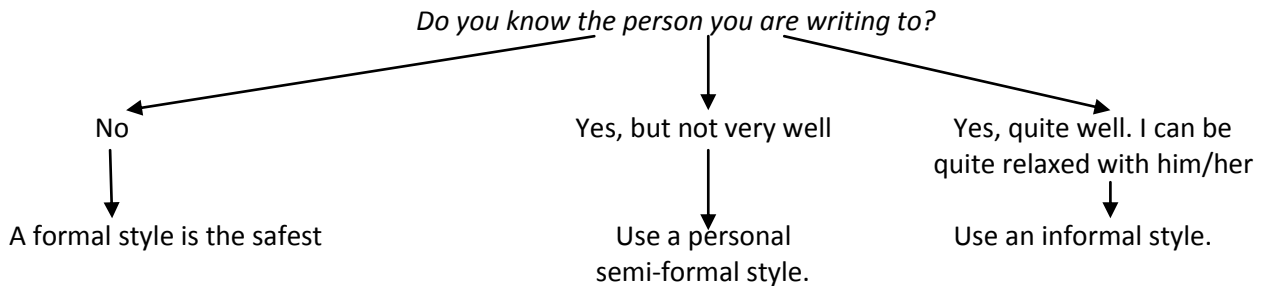 Do you know the person you are writing to?
No
Yes, but not very well
Yes, quite well. I can be
quite relaxed with him/her
A formal style is the safest
Use a personal
semi-formal style.
Use an informal style.